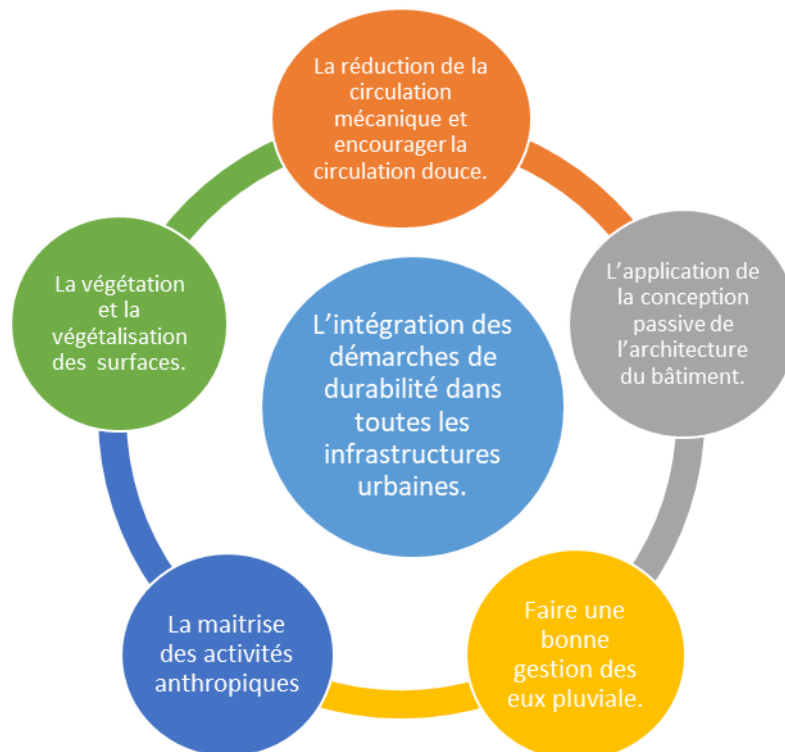 La réduction de la
circulation
mécanique et
encourager la
circulation douce.
L'application de
la conception
passive de
l'architecture
du bâtiment.
La végétation
et la
végétalisation
des surfaces.
L'intégration des
démarches de
durabilité dans
toutes les
infrastructures
urbaines.
La maitrise
des activités
anthropiques
Faire une
bonne
gestion des
eux pluviale.